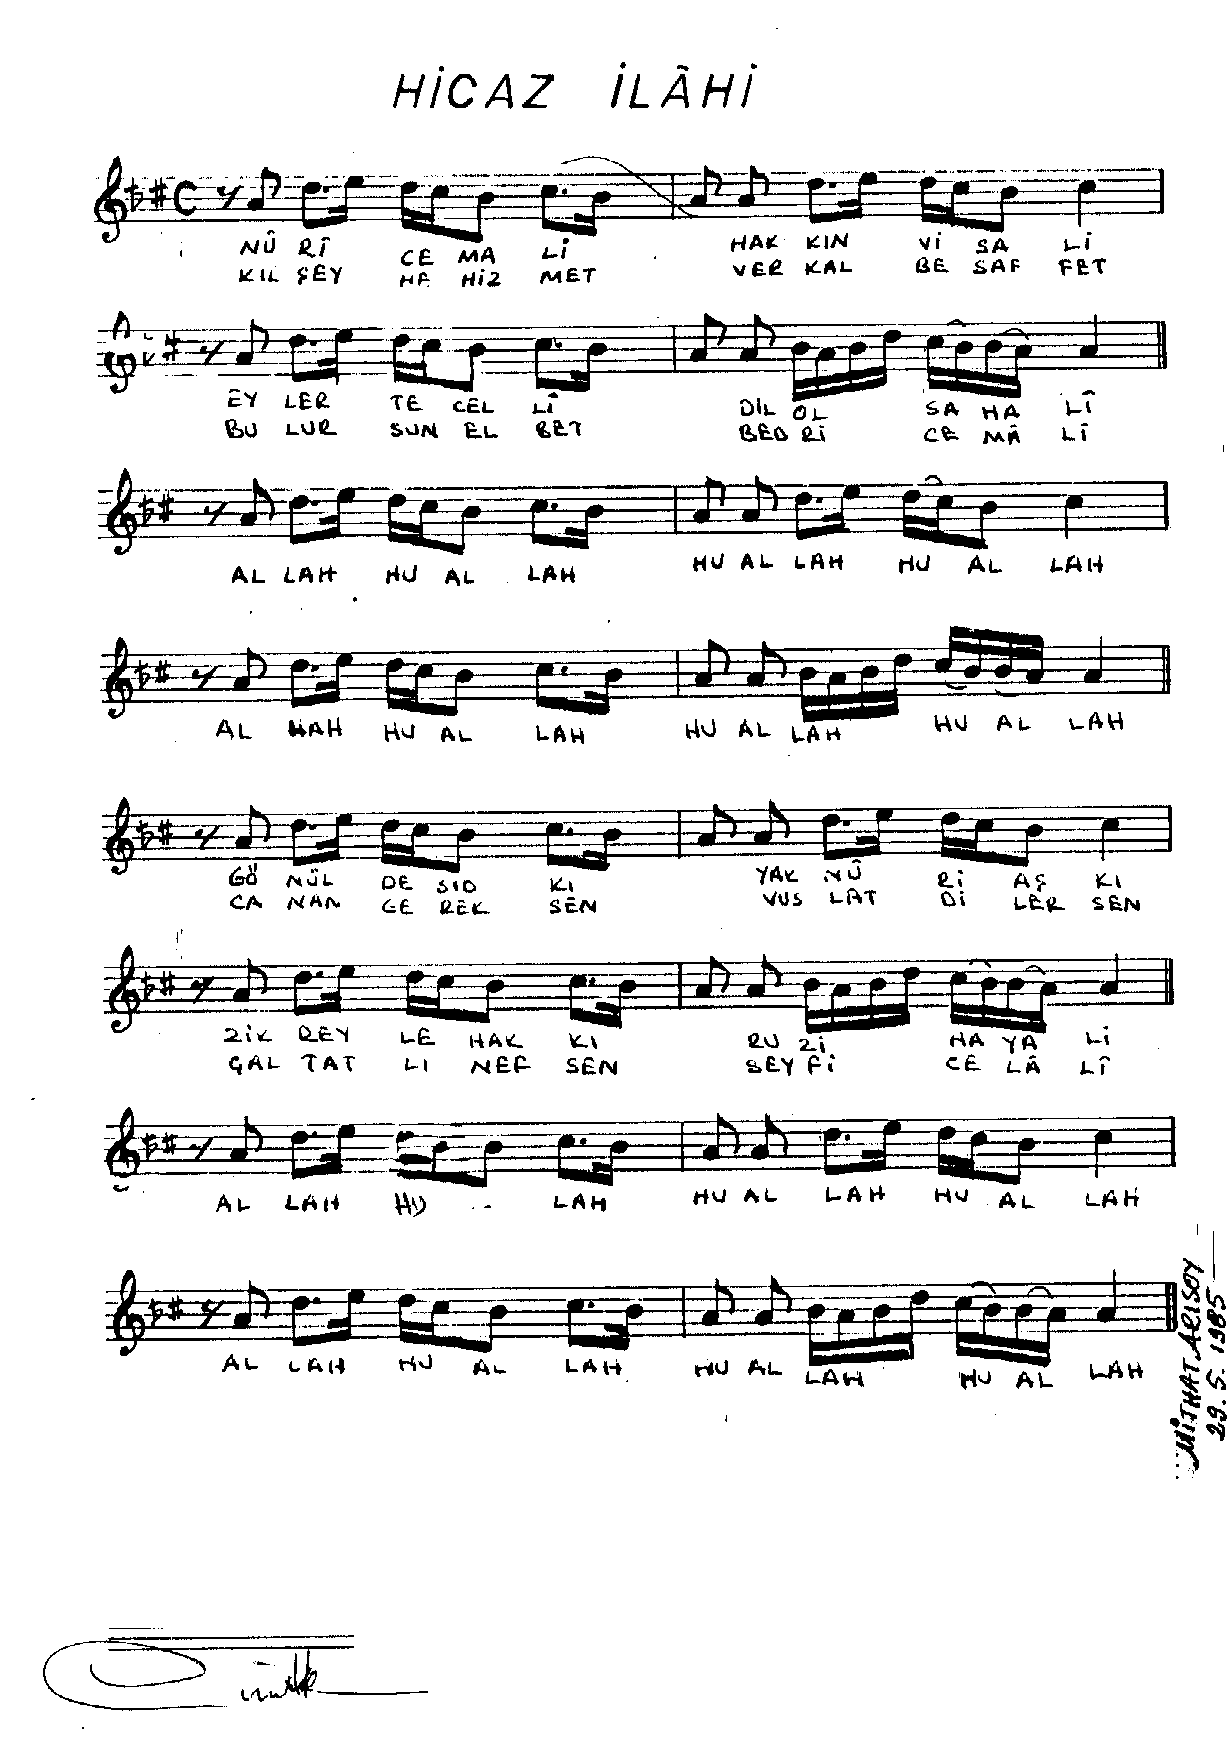 HİCAZ İLÂHİ
NÛ RÎ CE MA Lİ HAK KIN Vİ SA LI
KIL ŞEY HE HİZ MET VER KAL BE SAF FET
EY LER TE CEL LÎ DİL OL SA HA LÎ
BU LUR SUN EL BET BED Rİ CE MÂ LÎ
AL LAH HU AL LAH HU AL LAH HU AL LAH
AL LAH HU AL LAH HU AL LAH HU AL LAH
GÖ NÜL DE SID KI YAK NÛ Rİ AŞ KI
CA NAN GE REK SEN VUS LAT Dİ LER SEN
ZİK REY LE HAK KI RU Zİ HA YA Lİ
ÇAL TAT LI NEF SEN SEY Fİ CE LÂ LÎ
AL LAH HU LAH HU AL LAH HU AL LAH
AL LAH HU AL LAH HU AL LAH HU AL LAH
MİTHAT ARISOY
29.5.1985